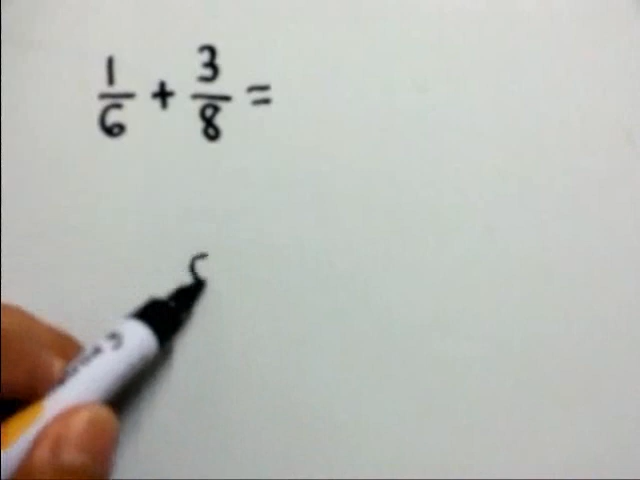 1/6 + 3/8 =